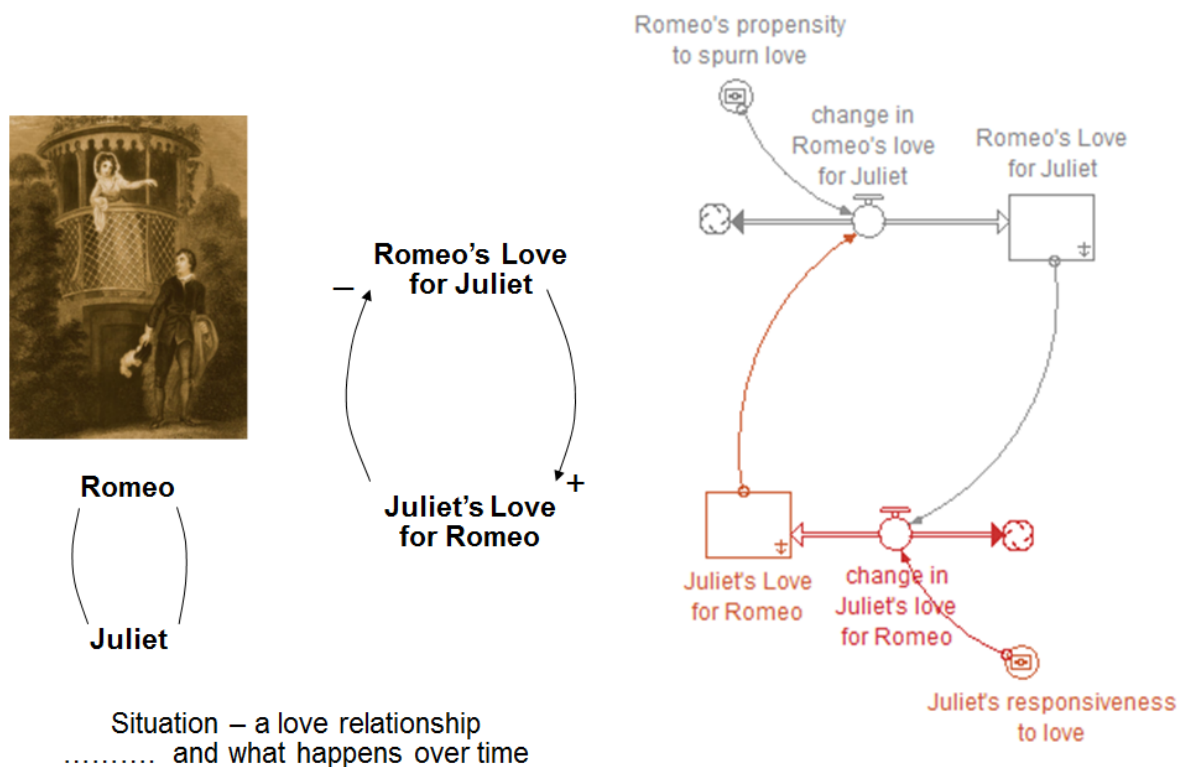 Romeo
Juliet
Situation – a love relationship
.......... and what happens over time
Romeo's Love
for Juliet
–
+
Juliet's Love
for Romeo
Romeo's propensity
to spurn love
change in
Romeo's love
for Juliet
Romeo's Love
for Juliet
Juliet's Love
for Romeo
change in
Juliet's love
for Romeo
Juliet's responsiveness
to love